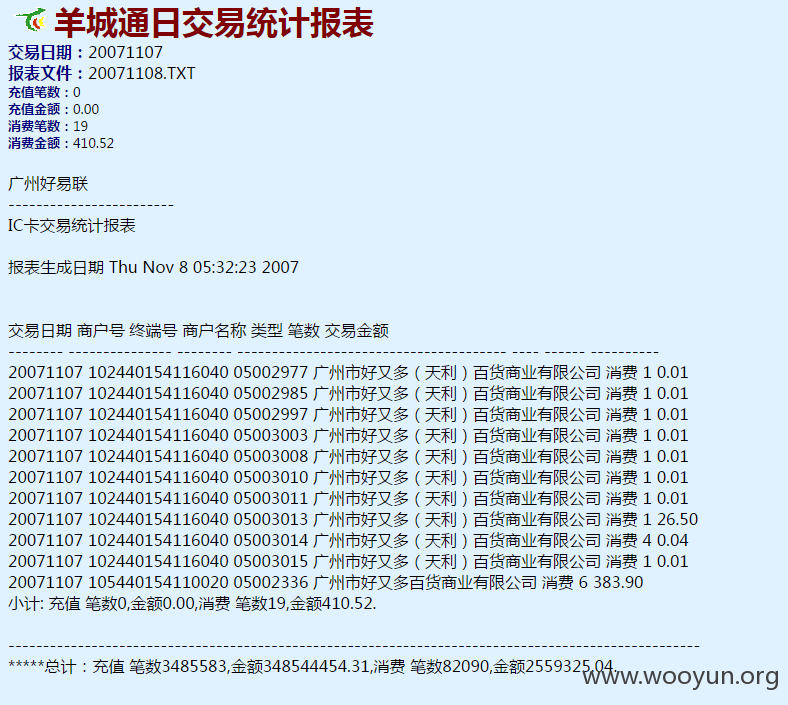 羊城通日交易统计报表
交易日期：20071107
报表文件：20071108.TXT
充值笔数：0
充值金额：0.00
消费笔数：19
消费金额：410.52
广州好易联
------------------------
IC卡交易统计报表
报表生成日期 Thu Nov 8 05:32:23 2007
交易日期 商户号 终端号 商户名称 类型 笔数 交易金额
-------- --------------- -------- ---------------------------------------- ---- ------ ----------
20071107 102440154116040 05002977 广州市好又多（天利）百货商业有限公司 消费 1 0.01
20071107 102440154116040 05002985 广州市好又多（天利）百货商业有限公司 消费 1 0.01
20071107 102440154116040 05002997 广州市好又多（天利）百货商业有限公司 消费 1 0.01
20071107 102440154116040 05003003 广州市好又多（天利）百货商业有限公司 消费 1 0.01
20071107 102440154116040 05003008 广州市好又多（天利）百货商业有限公司 消费 1 0.01
20071107 102440154116040 05003010 广州市好又多（天利）百货商业有限公司 消费 1 0.01
20071107 102440154116040 05003011 广州市好又多（天利）百货商业有限公司 消费 1 0.01
20071107 102440154116040 05003013 广州市好又多（天利）百货商业有限公司 消费 1 26.50
20071107 102440154116040 05003014 广州市好又多（天利）百货商业有限公司 消费 4 0.04
20071107 102440154116040 05003015 广州市好又多（天利）百货商业有限公司 消费 1 0.01
20071107 105440154110020 05002336 广州市好又多百货商业有限公司 消费 6 383.90
小计: 充值 笔数0,金额0.00,消费 笔数19,金额410.52.
----------------------------------------------------------------------------------------------------
*****总计：充值 笔数3485583,金额348544454.31,消费 笔数82090,金额2559325.04.
www.wooyun.org